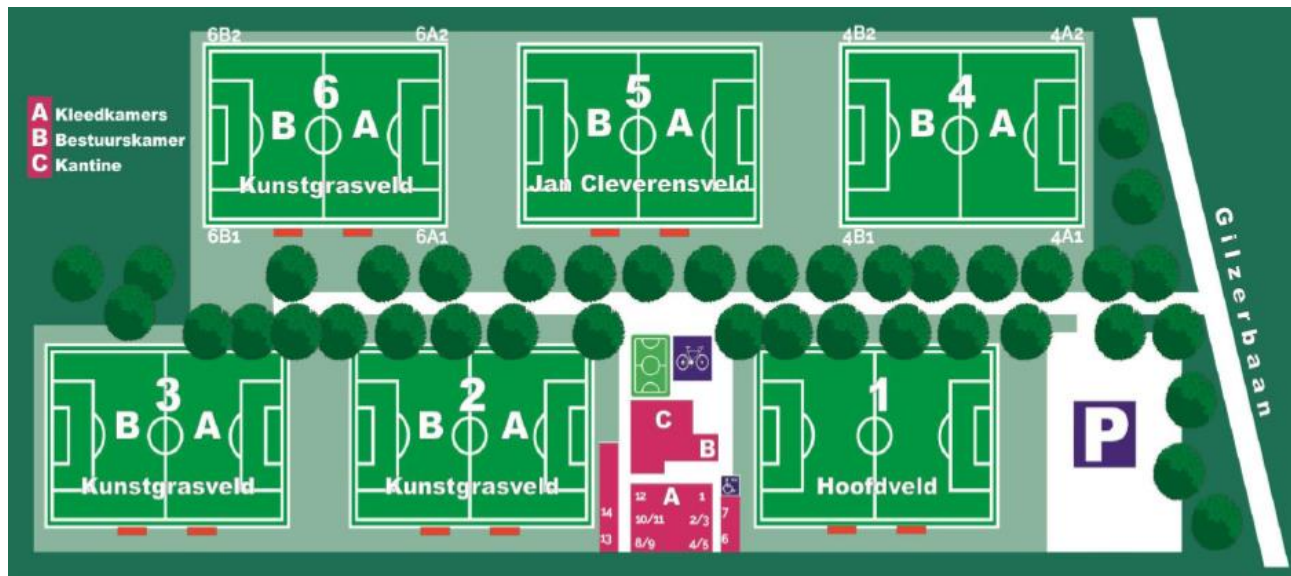 6B2 6A2 4B2 4A2
A Kleedkamers
B Bestuurskamer
C Kantine
6
B A
Kunstgrasveld
5
B A
Jan Cleverensveld
4
B A
6B1 6A1 4B1 4A1
Gilzerbaan
3
B A
Kunstgrasveld
2
B A
Kunstgrasveld
C
B
A
12 1
10/11 2/3
8/9 4/5
14
13
7
6
1
Hoofdveld
P